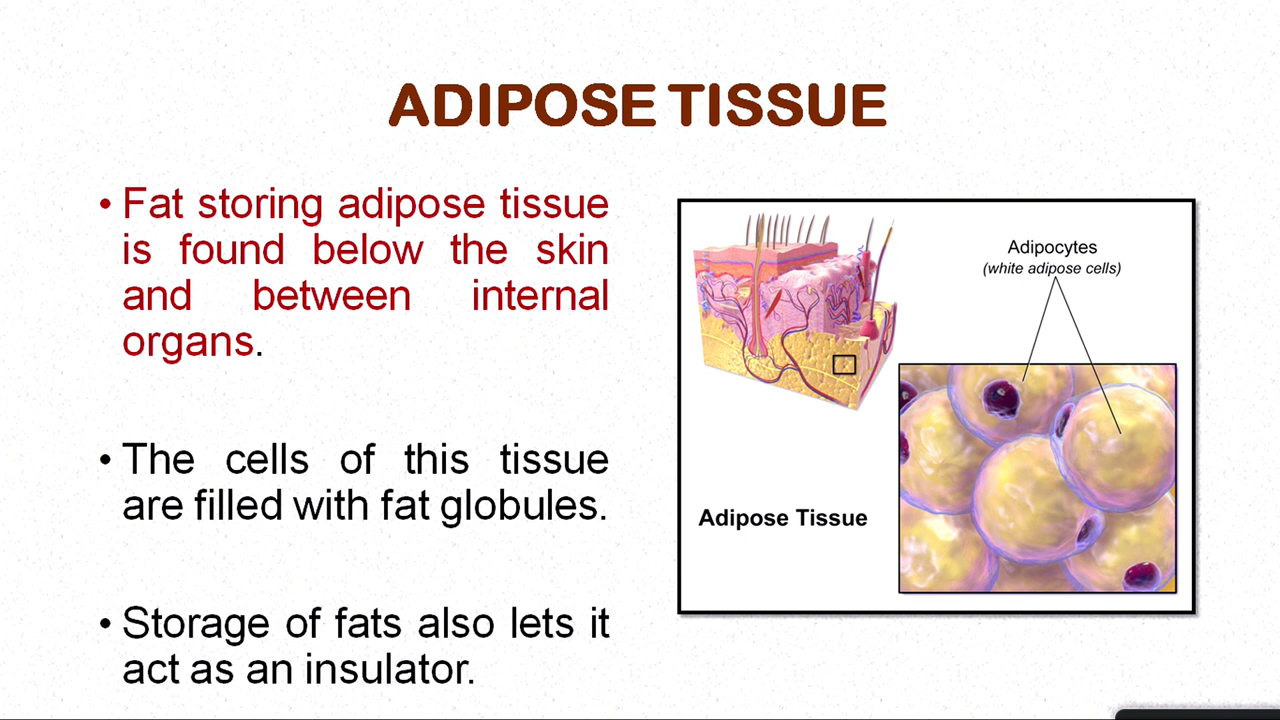 ADIPOSE TISSUE
• Fat storing adipose tissue
is found below the skin
and between internal
organs.
• The cells of this tissue
are filled with fat globules.
• Storage of fats also lets it
act as an insulator.
Adipocytes
(white adipose cells)
Adipose Tissue